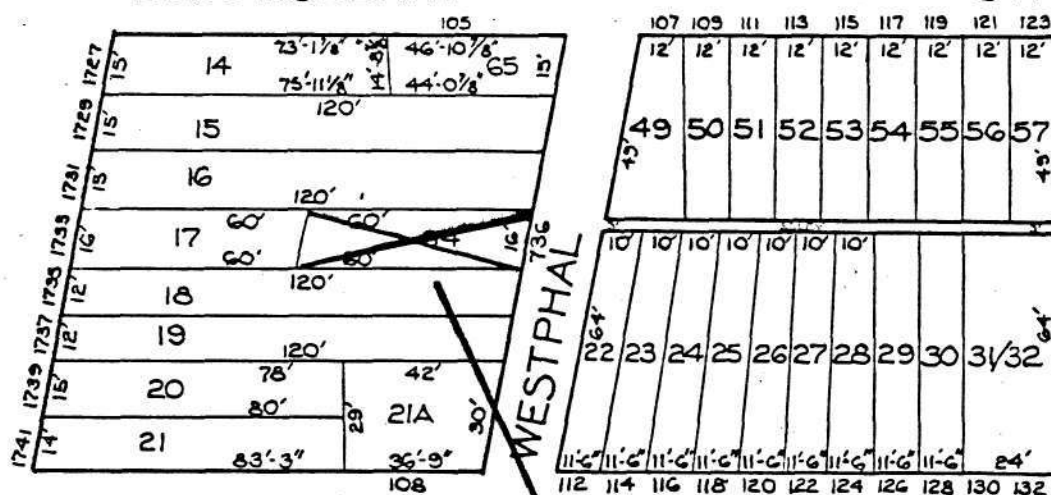 105 107 109 111 113 115 117 119 121 123
1727 15' 14 73'-1⅞" 14'-8⅛ 46'-10⅞" 65 15' 12' 12' 12' 12' 12' 12' 12' 12' 12'
75'-11⅛" 44'-0⅞"
1729 15' 15 120' 49' 49 50 51 52 53 54 55 56 57 49'
1731 15' 16 120'
1733 16' 17 60' 60' 16' 736
60' 60' 10' 10' 10' 10' 10' 10'
1735 12' 18 120'
1737 12' 19 120' WESTPHAL 22 64' 23 24 25 26 27 28 29 30 31/32 64'
1739 15' 20 78' 42'
80' 29' 21A 30'
1741 14' 21 83'-3" 36'-9" 11'-6" 11'-6" 11'-6" 11'-6" 11'-6" 11'-6" 11'-6" 11'-6" 11'-6" 24'
108 112 114 116 118 120 122 124 126 128 130 132